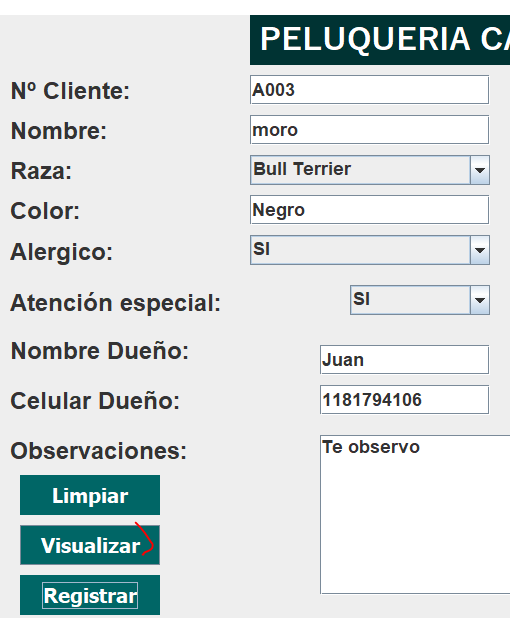 PELUQUERIA CA
Nº Cliente: A003
Nombre: moro
Raza: Bull Terrier
Color: Negro
Alergico: SI
Atención especial: SI
Nombre Dueño: Juan
Celular Dueño: 1181794106
Observaciones: Te observo
Limpiar
Visualizar
Registrar